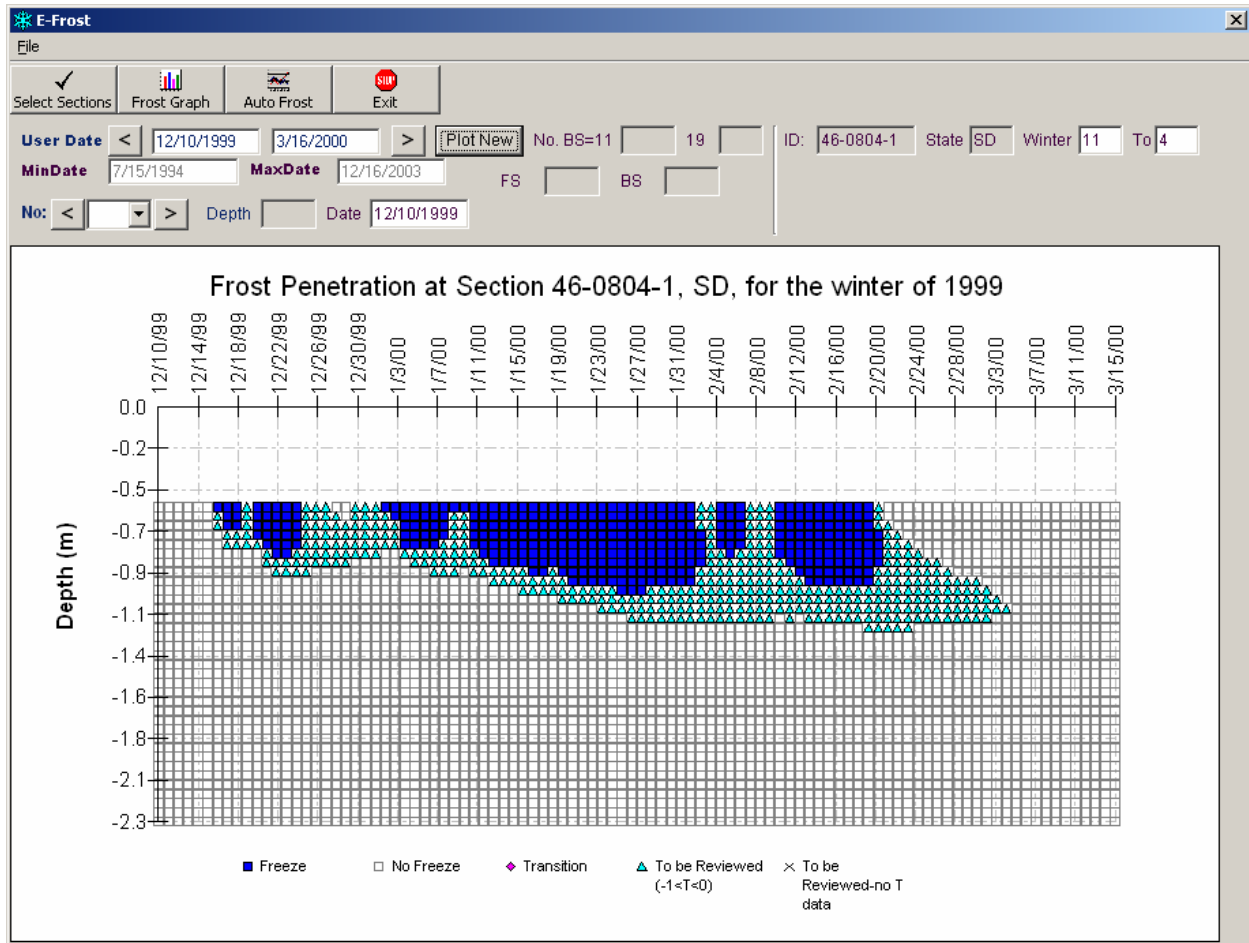 E-Frost
File
Select Sections Frost Graph Auto Frost STOP Exit
User Date < 12/10/1999 3/16/2000 > Plot New No. BS=11 19 ID: 46-0804-1 State SD Winter 11 To 4
MinDate 7/15/1994 MaxDate 12/16/2003 FS BS
No: < > Depth Date 12/10/1999
Frost Penetration at Section 46-0804-1, SD, for the winter of 1999
12/10/99 12/14/99 12/18/99 12/22/99 12/26/99 12/30/99 1/3/00 1/7/00 1/11/00 1/15/00 1/19/00 1/23/00 1/27/00 1/31/00 2/4/00 2/8/00 2/12/00 2/16/00 2/20/00 2/24/00 2/28/00 3/3/00 3/7/00 3/11/00 3/15/00
Depth (m)
0.0
-0.2
-0.5
-0.7
-0.9
-1.1
-1.4
-1.6
-1.8
-2.1
-2.3
Freeze No Freeze Transition To be Reviewed To be
(-1<T<0) Reviewed-no T
data